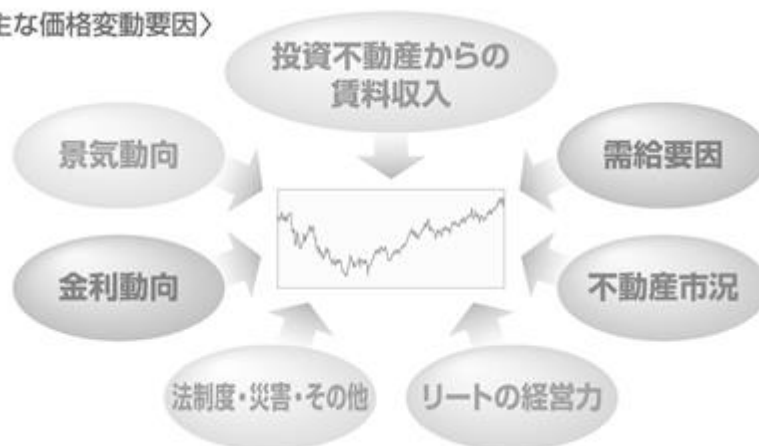 主な価格変動要因〉
投資不動産からの
賃料収入
景気動向
需給要因
金利動向
不動産市況
法制度・災害・その他
リートの経営力